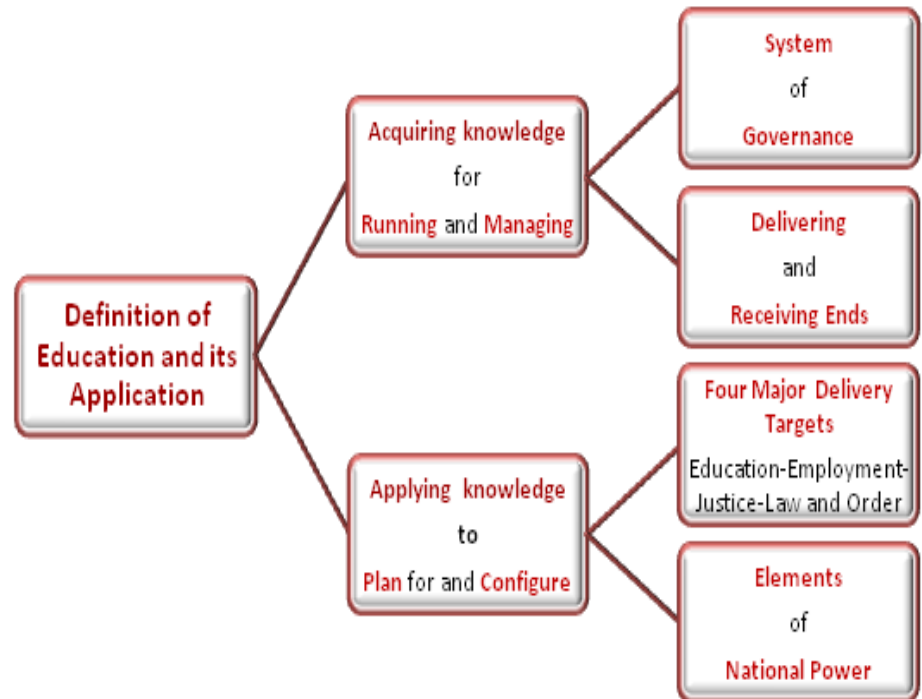 Definition of
Education and its
Application
Acquiring knowledge
for
Running and Managing
System
of
Governance
Delivering
and
Receiving Ends
Applying knowledge
to
Plan for and Configure
Four Major Delivery
Targets
Education-Employment-
Justice-Law and Order
Elements
of
National Power